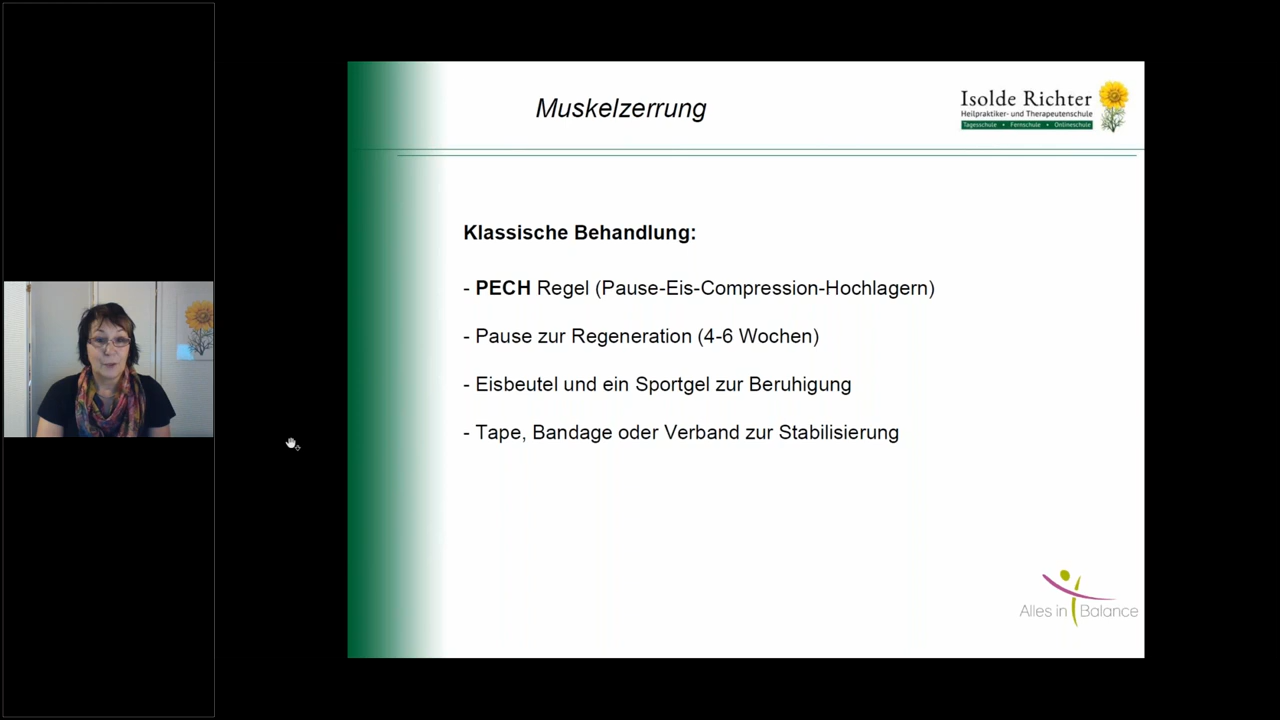 Muskelzerrung
Isolde Richter
Heilpraktiker- und Therapeutenschule
Tagesschule • Fernschule • Onlineschule
Klassische Behandlung:
- PECH Regel (Pause-Eis-Compression-Hochlagern)
- Pause zur Regeneration (4-6 Wochen)
- Eisbeutel und ein Sportgel zur Beruhigung
- Tape, Bandage oder Verband zur Stabilisierung
Alles in Balance